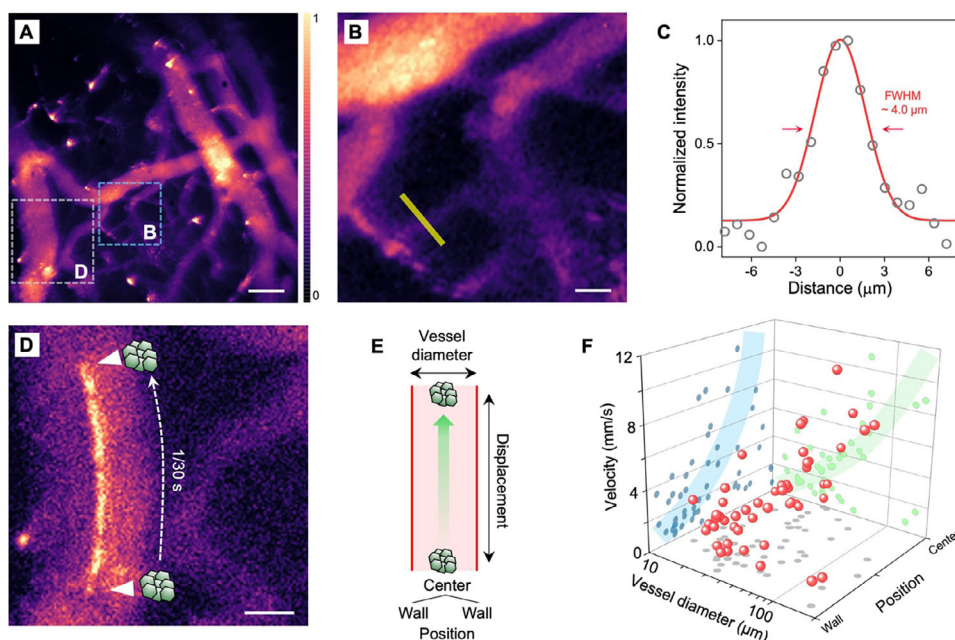 A
1
0
B
D
B
C
Normalized intensity
1.0
0.5
0.0
FWHM
~ 4.0 μm
-6
-3
0
3
6
Distance (μm)
D
1/30 s
E
Vessel
diameter
Displacement
Center
Wall
Wall
Position
F
Velocity (mm/s)
12
8
4
0
10
100
Vessel diameter
(μm)
Wall
Center
Position